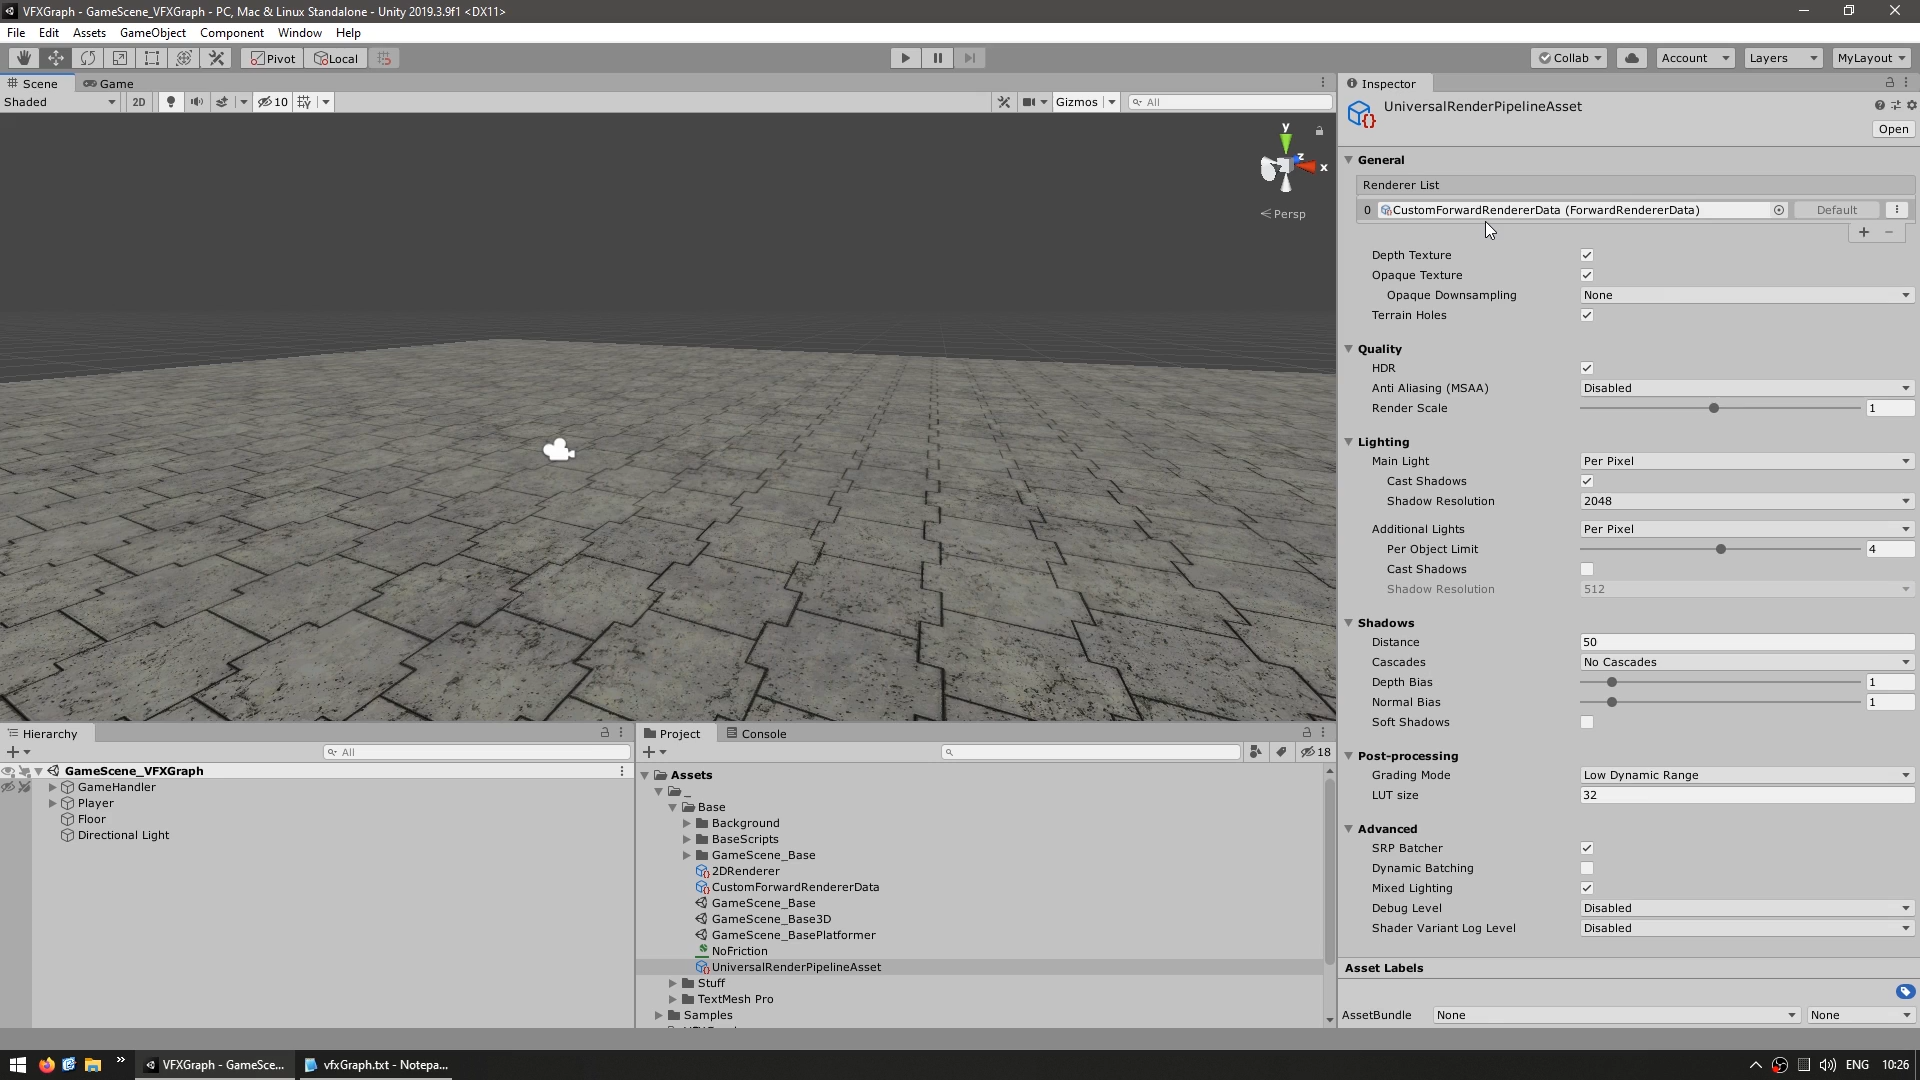 VFXGraph - GameScene_VFXGraph - PC, Mac & Linux Standalone - Unity 2019.3.9f1 <DX11>
File Edit Assets GameObject Component Window Help
Pivot Local Collab Account Layers MyLayout
Scene Game
Shaded 2D 10 Gizmos All
y
z
x
Persp
Inspector
UniversalRenderPipelineAsset
Open
General
Renderer List
0 CustomForwardRendererData (ForwardRendererData) Default
Depth Texture
Opaque Texture
Opaque Downsampling None
Terrain Holes
Quality
HDR
Anti Aliasing (MSAA) Disabled
Render Scale 1
Lighting
Main Light Per Pixel
Cast Shadows
Shadow Resolution 2048
Additional Lights Per Pixel
Per Object Limit 4
Cast Shadows
Shadow Resolution 512
Shadows
Distance 50
Cascades No Cascades
Depth Bias 1
Normal Bias 1
Soft Shadows
Post-processing
Grading Mode Low Dynamic Range
LUT size 32
Advanced
SRP Batcher
Dynamic Batching
Mixed Lighting
Debug Level Disabled
Shader Variant Log Level Disabled
Asset Labels
AssetBundle None None
Hierarchy
All
GameScene_VFXGraph
GameHandler
Player
Floor
Directional Light
Project Console
18
Assets
_
Base
Background
BaseScripts
GameScene_Base
2DRenderer
CustomForwardRendererData
GameScene_Base
GameScene_Base3D
GameScene_BasePlatformer
NoFriction
UniversalRenderPipelineAsset
Stuff
TextMesh Pro
Samples
VFXGraph - GameSce...
vfxGraph.txt - Notepa...
ENG 10:26